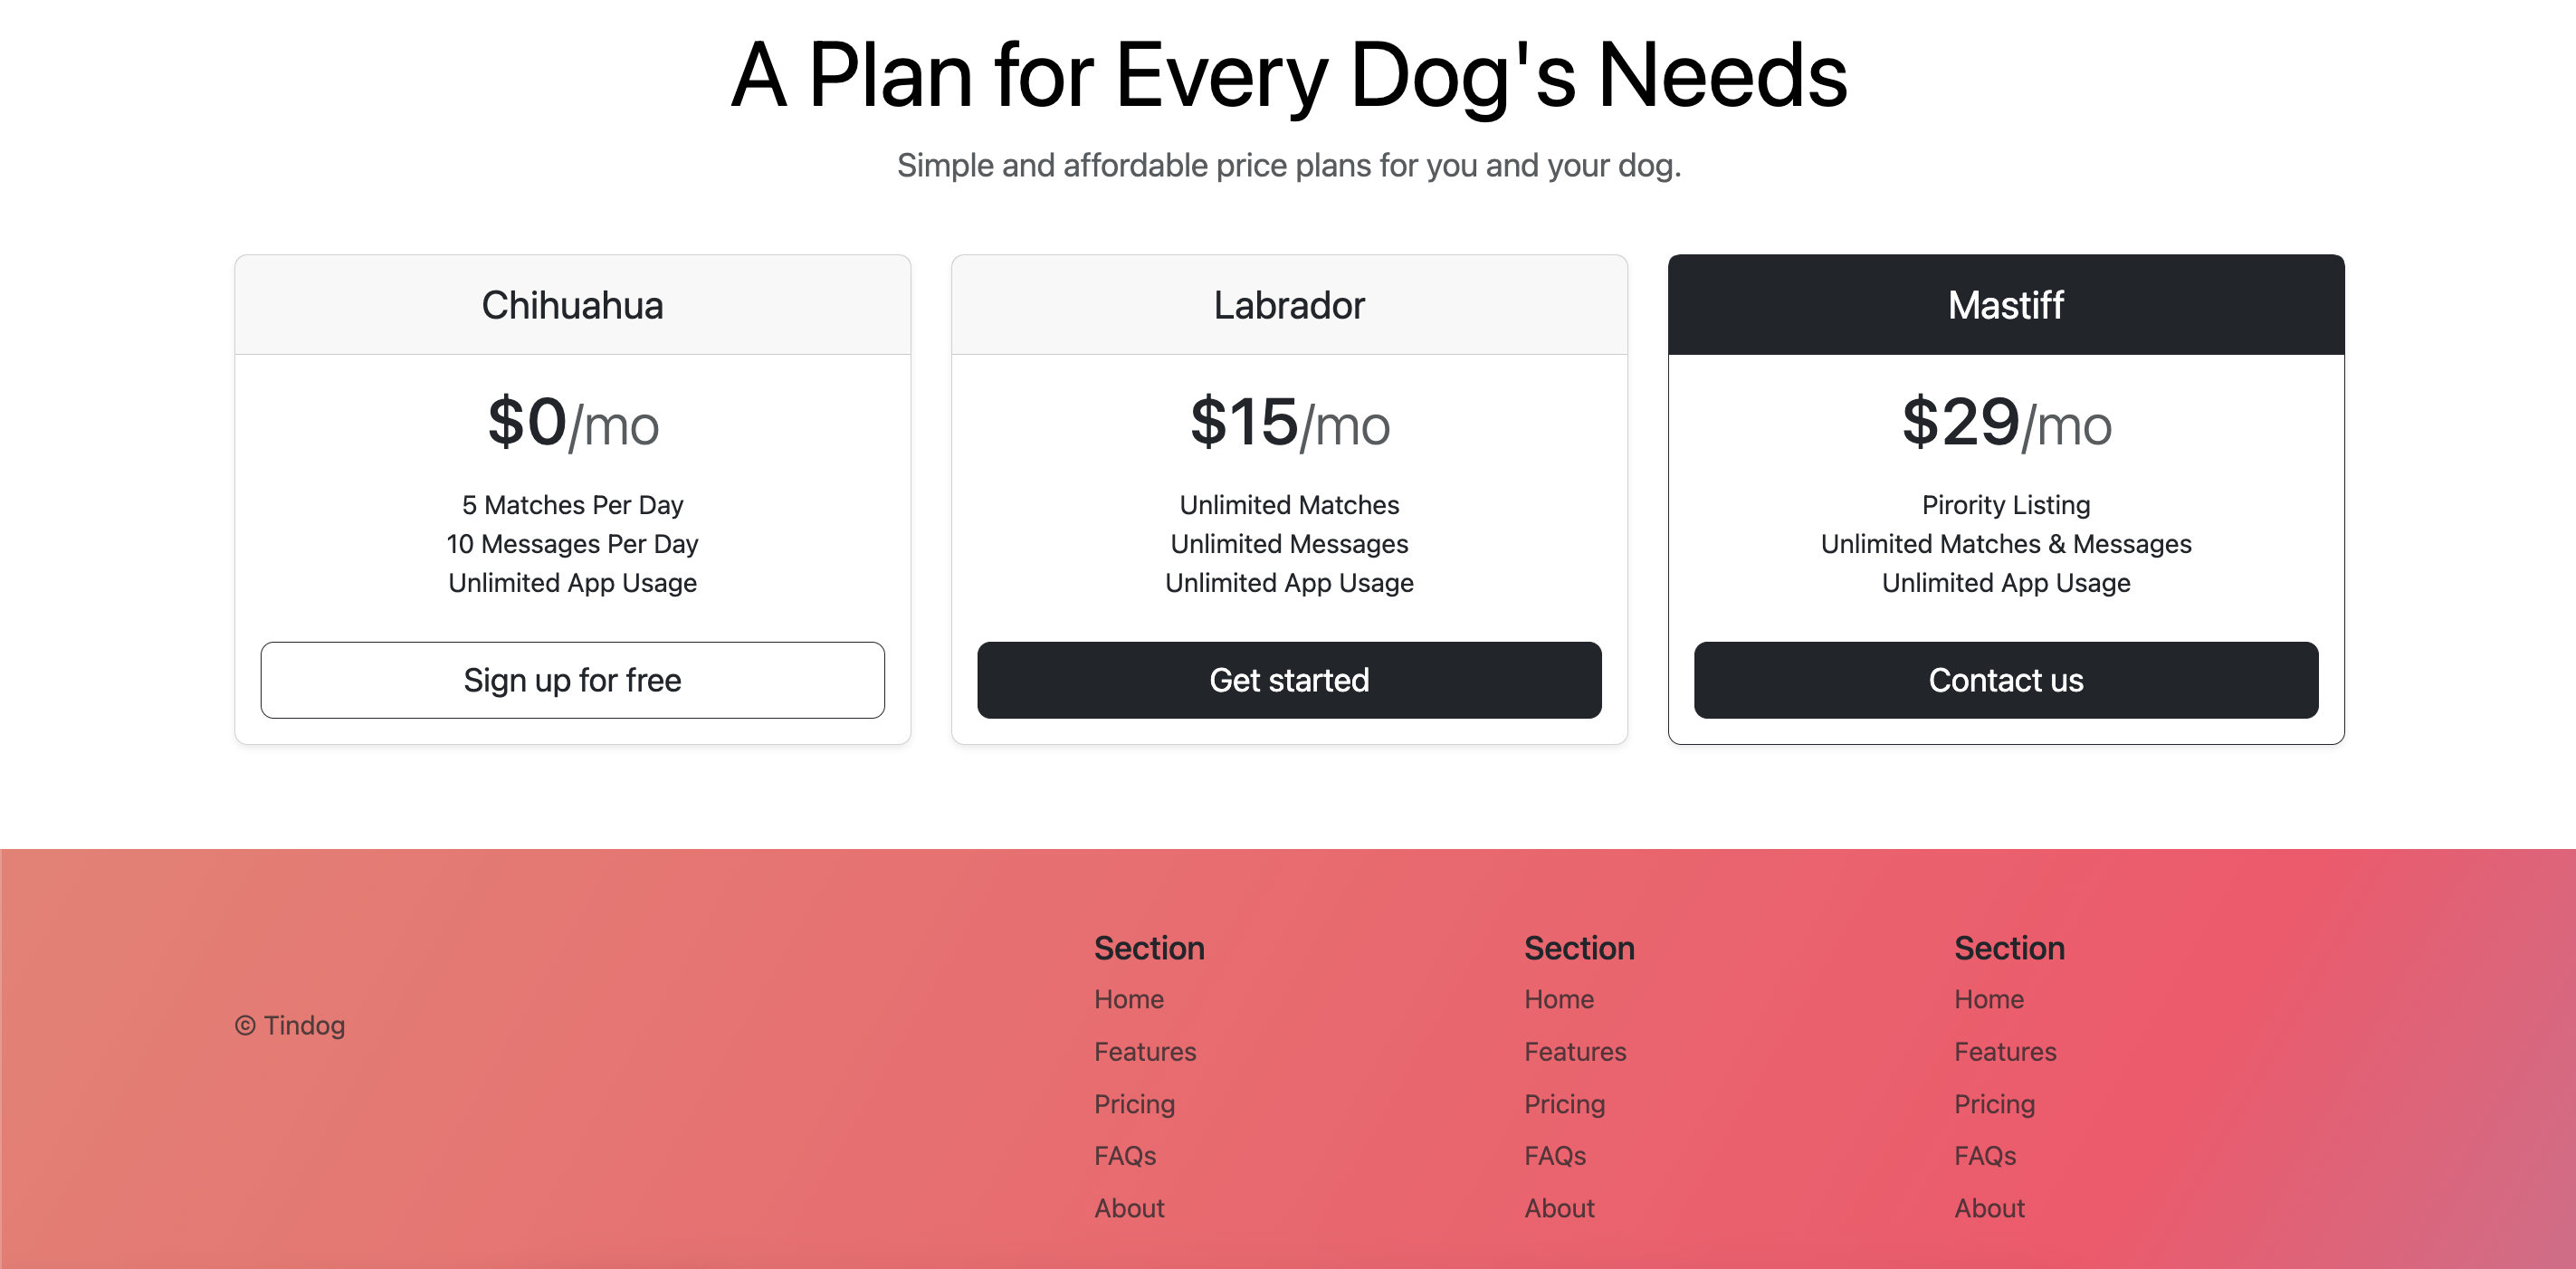 A Plan for Every Dog's Needs
Simple and affordable price plans for you and your dog.
Chihuahua
$0/mo
5 Matches Per Day
10 Messages Per Day
Unlimited App Usage
Sign up for free
Labrador
$15/mo
Unlimited Matches
Unlimited Messages
Unlimited App Usage
Get started
Mastiff
$29/mo
Pirority Listing
Unlimited Matches & Messages
Unlimited App Usage
Contact us
© Tindog
Section
Home
Features
Pricing
FAQs
About
Section
Home
Features
Pricing
FAQs
About
Section
Home
Features
Pricing
FAQs
About